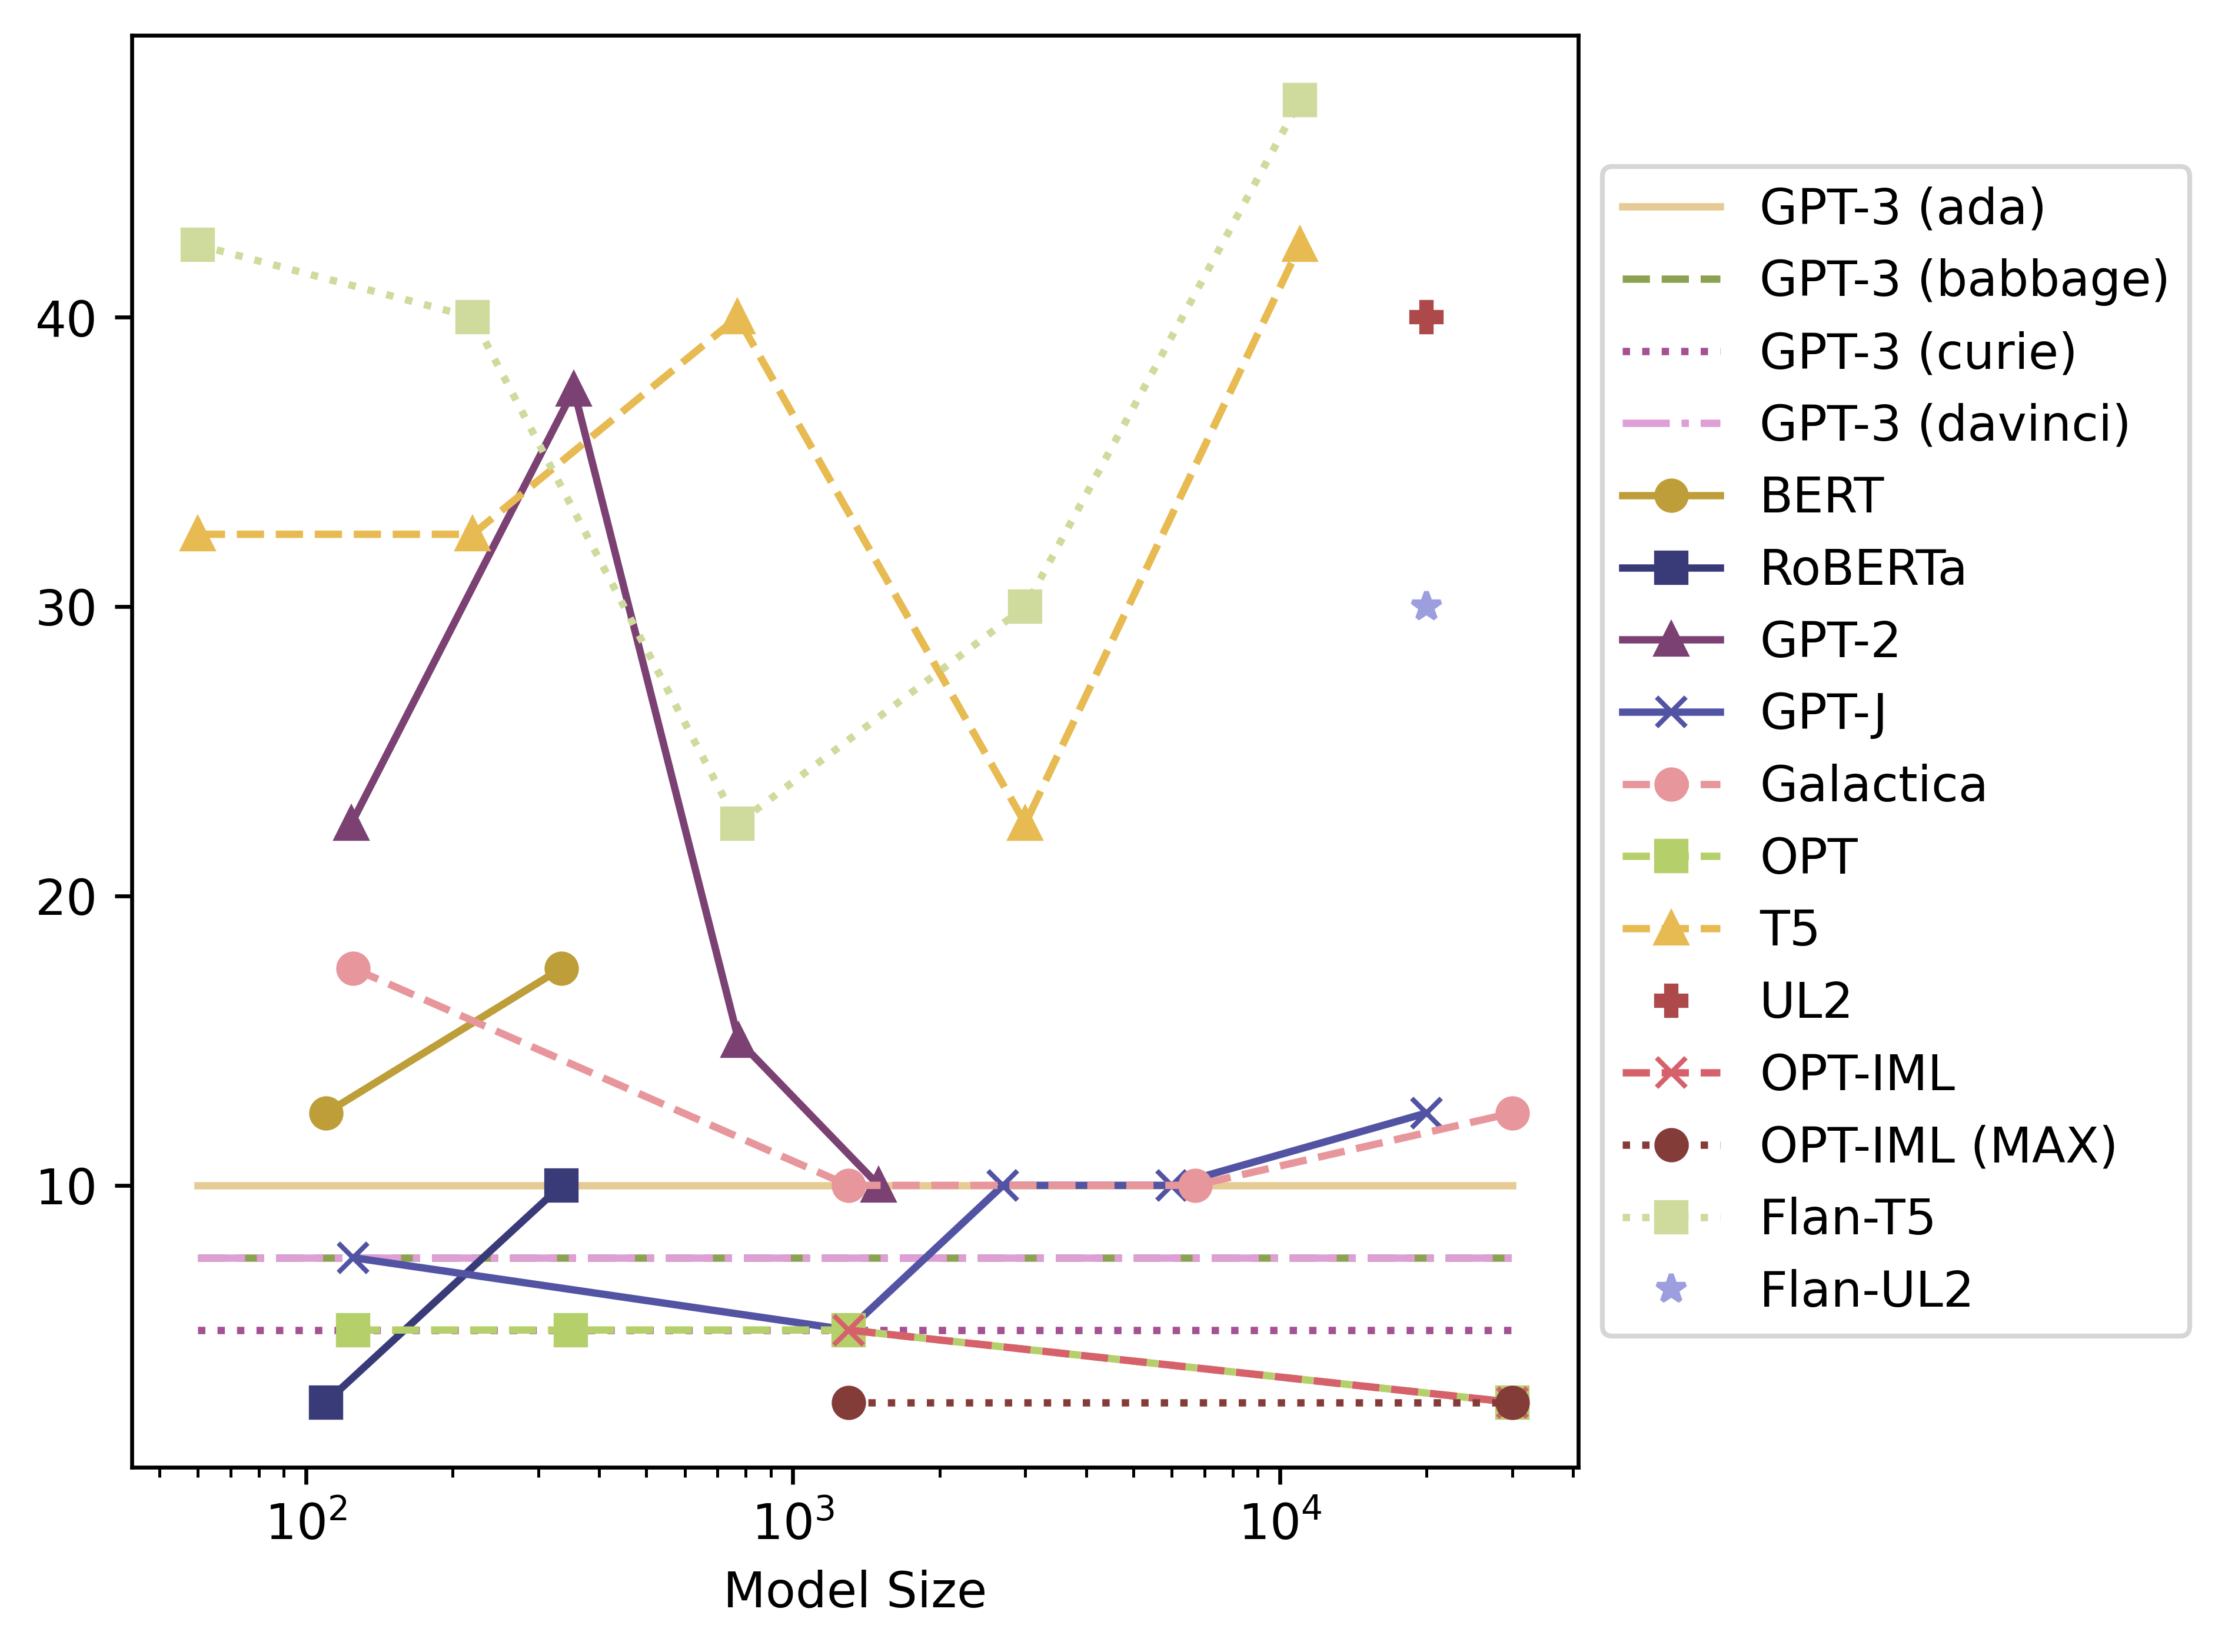 40
30
20
10
10²
10³
10⁴
Model Size
GPT-3 (ada)
GPT-3 (babbage)
GPT-3 (curie)
GPT-3 (davinci)
BERT
RoBERTa
GPT-2
GPT-J
Galactica
OPT
T5
UL2
OPT-IML
OPT-IML (MAX)
Flan-T5
Flan-UL2